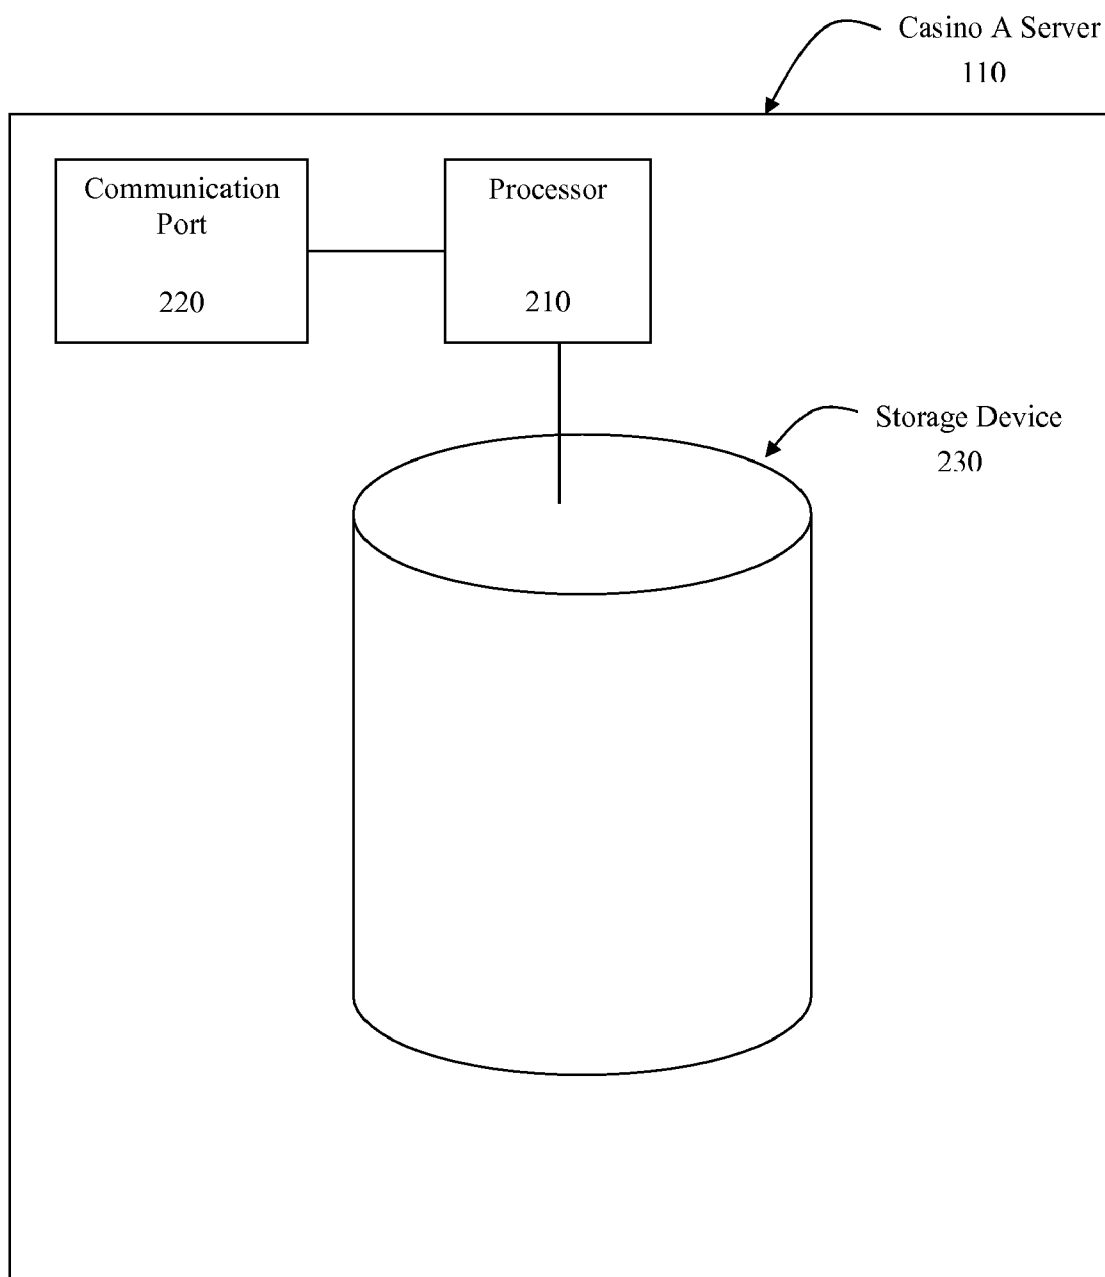 Casino A Server
110
Communication
Port
220
Processor
210
Storage Device
230